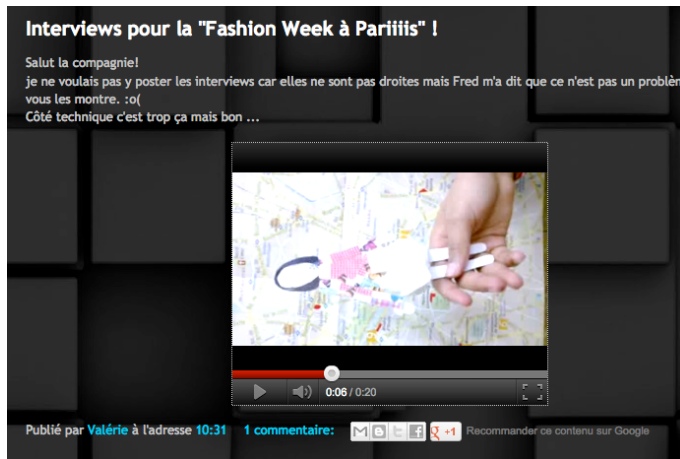 Interviews pour la "Fashion Week à Pariiiis" !
Salut la compagnie!
je ne voulais pas y poster les interviews car elles ne sont pas droites mais Fred m'a dit que ce n'est pas un
vous les montre. :o(
Côté technique c'est trop ça mais bon ...
0:06 / 0:20
Publié par Valérie à l'adresse 10:31 1 commentaire: +1 Recommander ce contenu sur Google